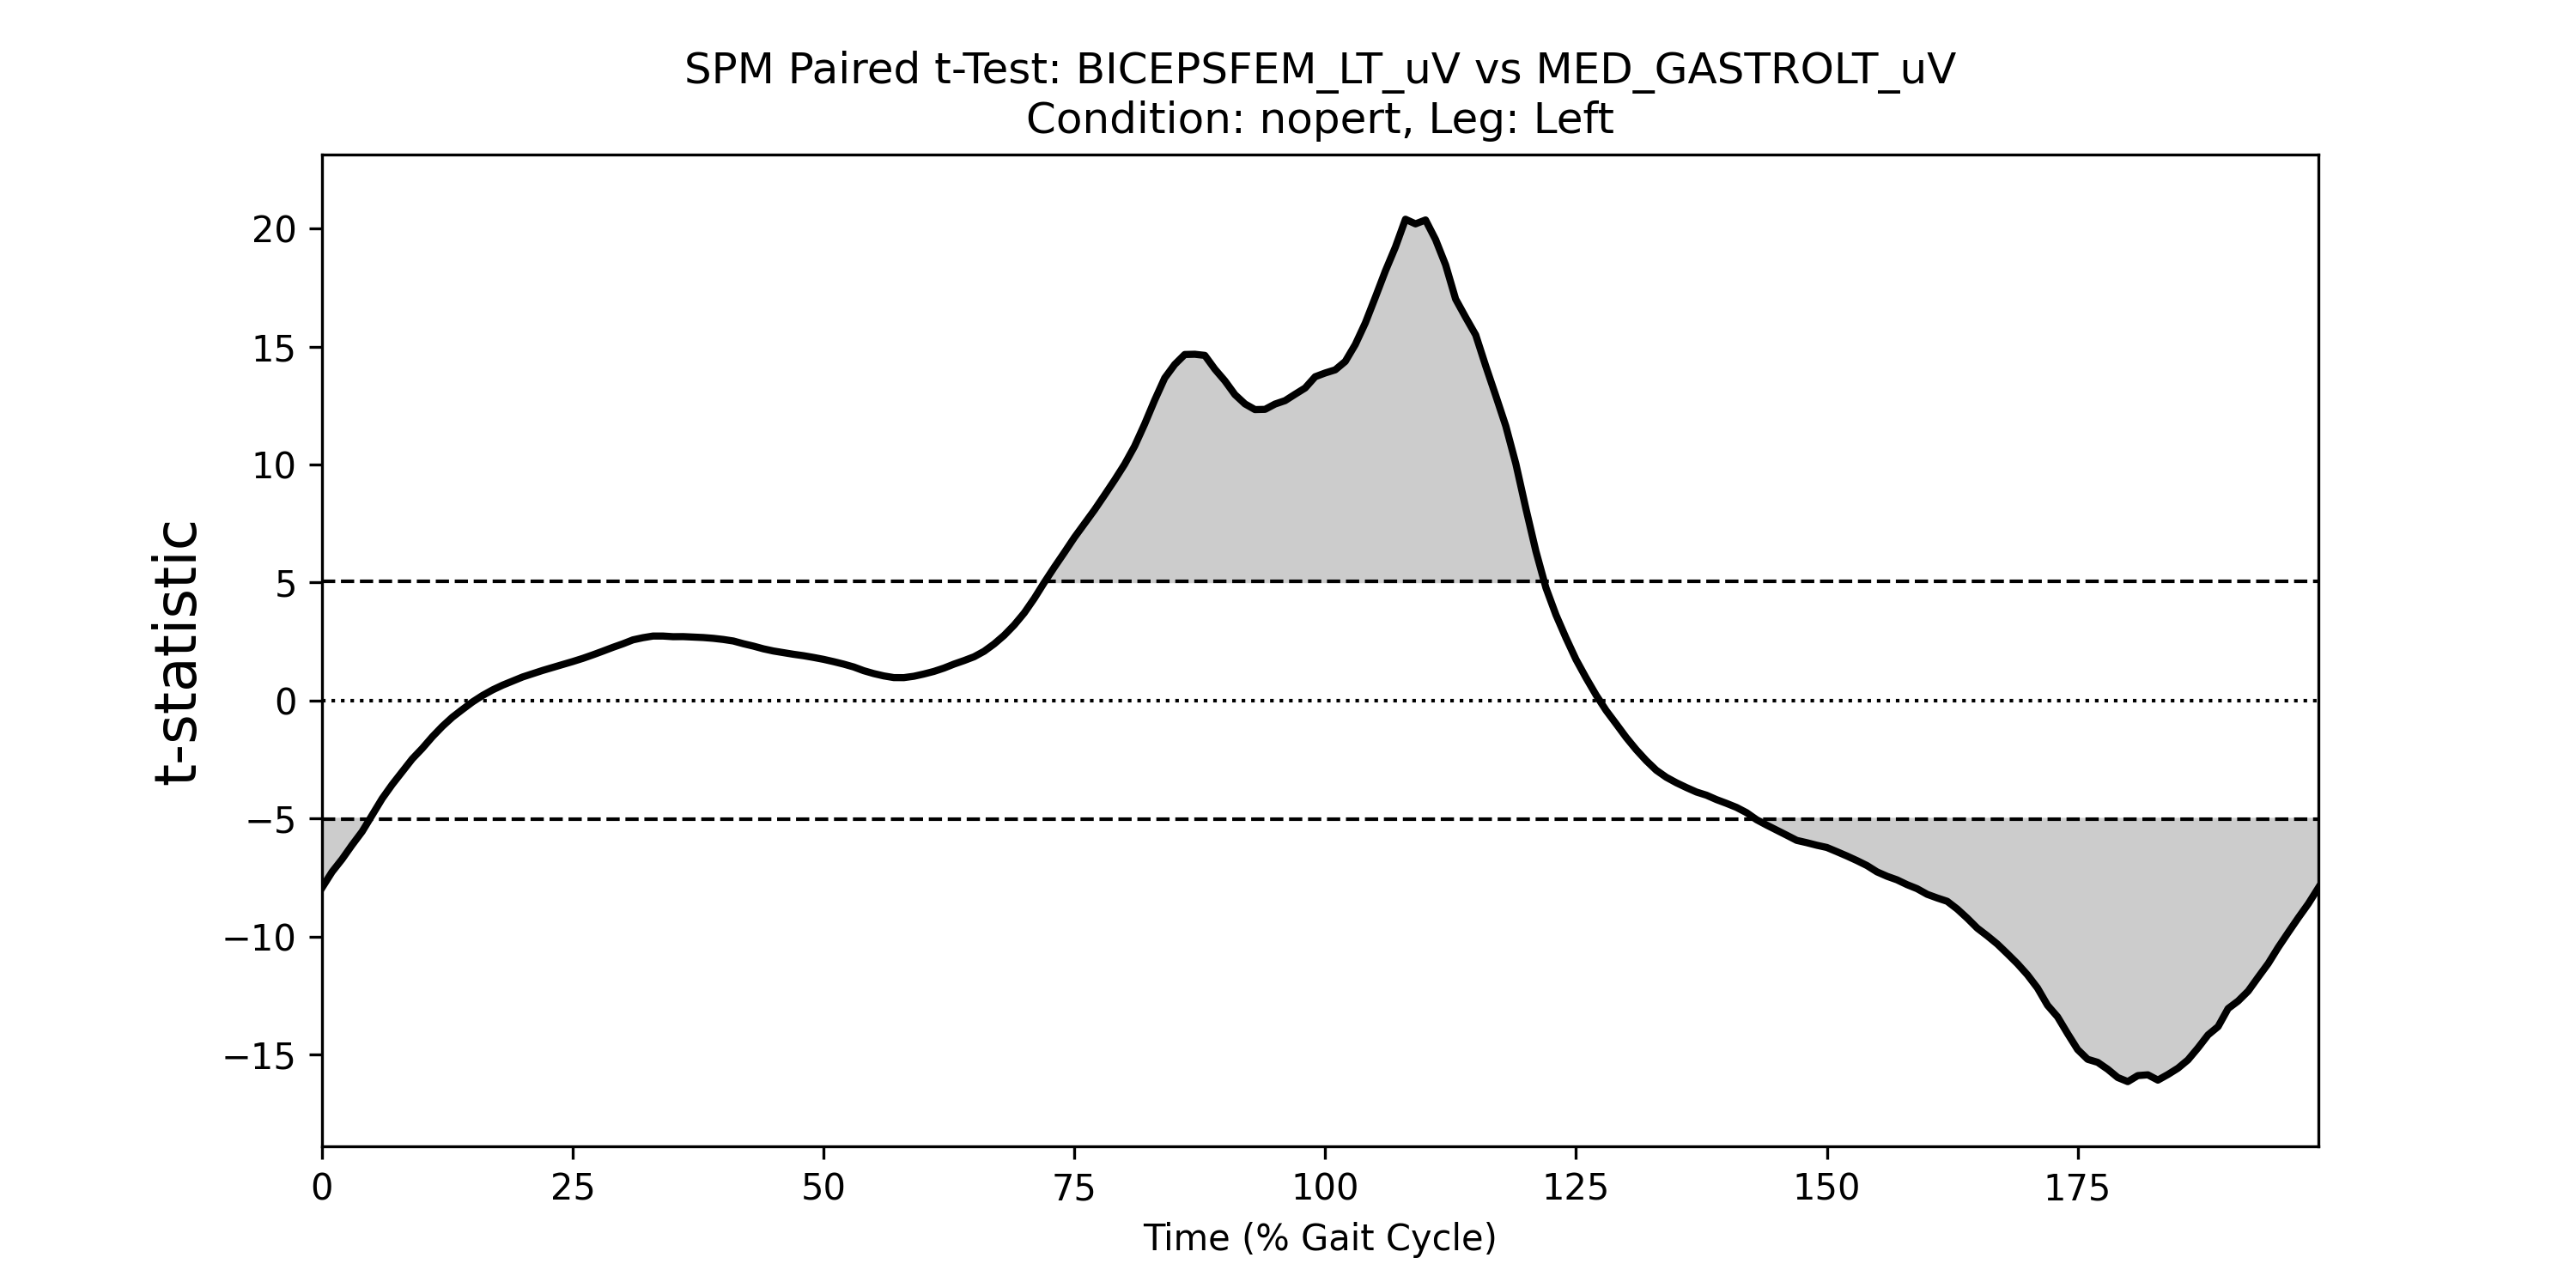 SPM Paired t-Test: BICEPSFEM_LT_uV vs MED_GASTROLT_uV
Condition: nopert, Leg: Left
t-statistic
20
15
10
5
0
−5
−10
−15
0 25 50 75 100 125 150 175
Time (% Gait Cycle)